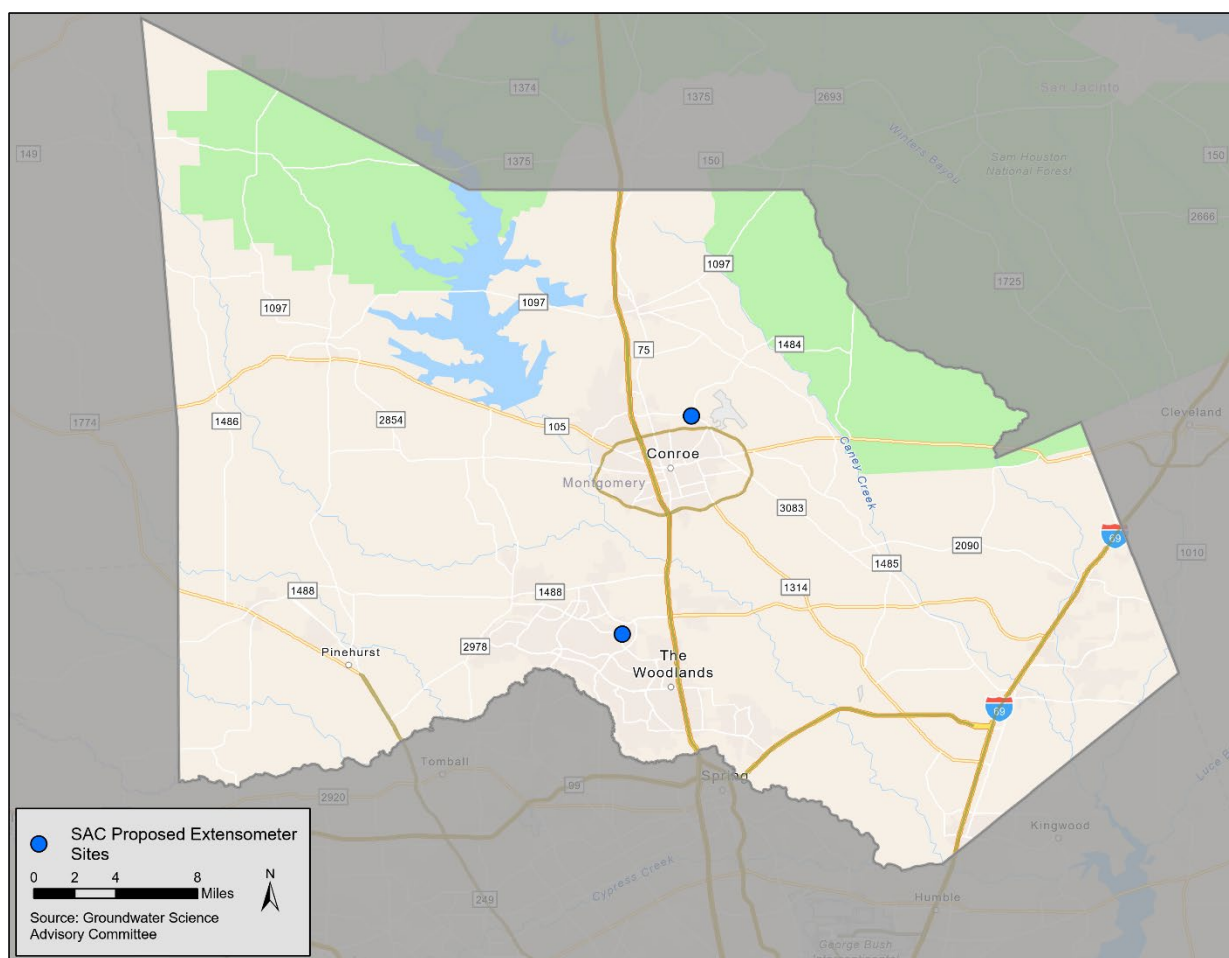 1374
1375
2693
San Jacinto
149
1375
150
Winters Bayou
Sam Houston
National Forest
150
2666
1097
1725
1097
1097
75
1484
1774
1486
2854
105
Cleveland
Conroe
Montgomery
Caney Creek
3083
69
2090
1010
1485
1488
1488
1314
2978
Pinehurst
The
Woodlands
69
Tomball
Spring
99
2920
Kingwood
Cypress Creek
249
Humble
George Bush
SAC Proposed Extensometer
Sites
0 2 4 8
Miles
N
Source: Groundwater Science
Advisory Committee